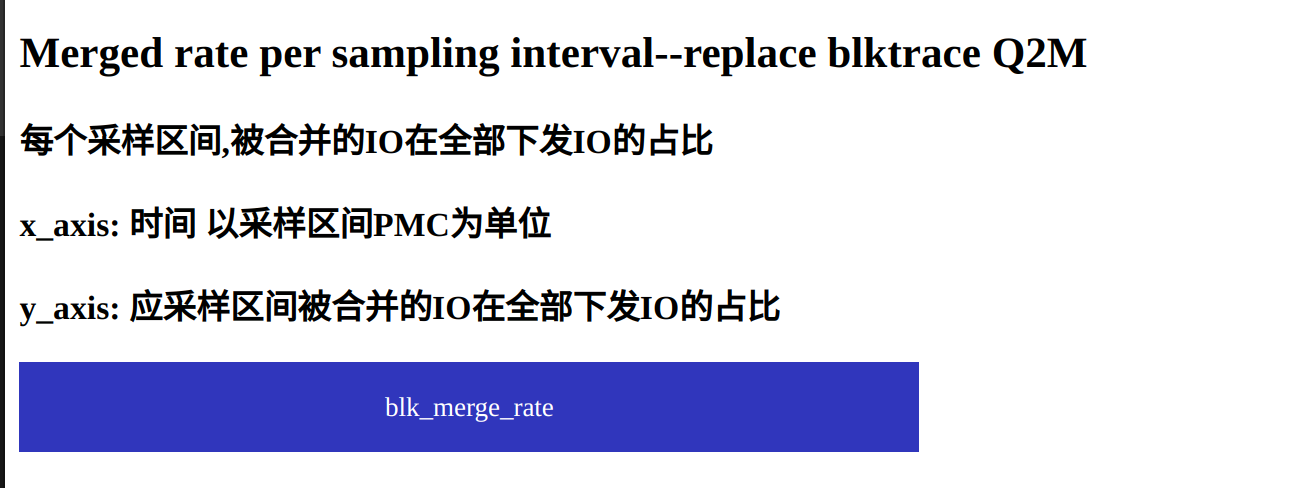 Merged rate per sampling interval--replace blktrace Q2M
每个采样区间,被合并的IO在全部下发IO的占比
x_axis: 时间 以采样区间PMC为单位
y_axis: 应采样区间被合并的IO在全部下发IO的占比
blk_merge_rate